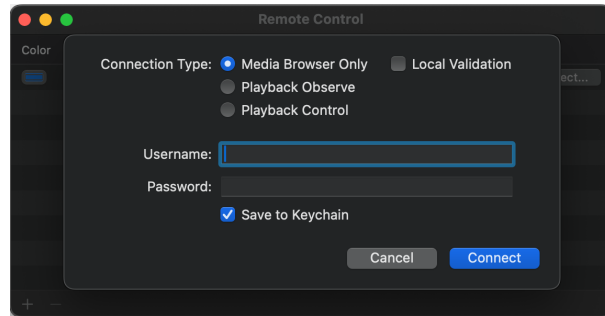 Remote Control
Color
ect...
Connection Type: Media Browser Only Local Validation
Playback Observe
Playback Control
Username:
Password:
Save to Keychain
Cancel Connect